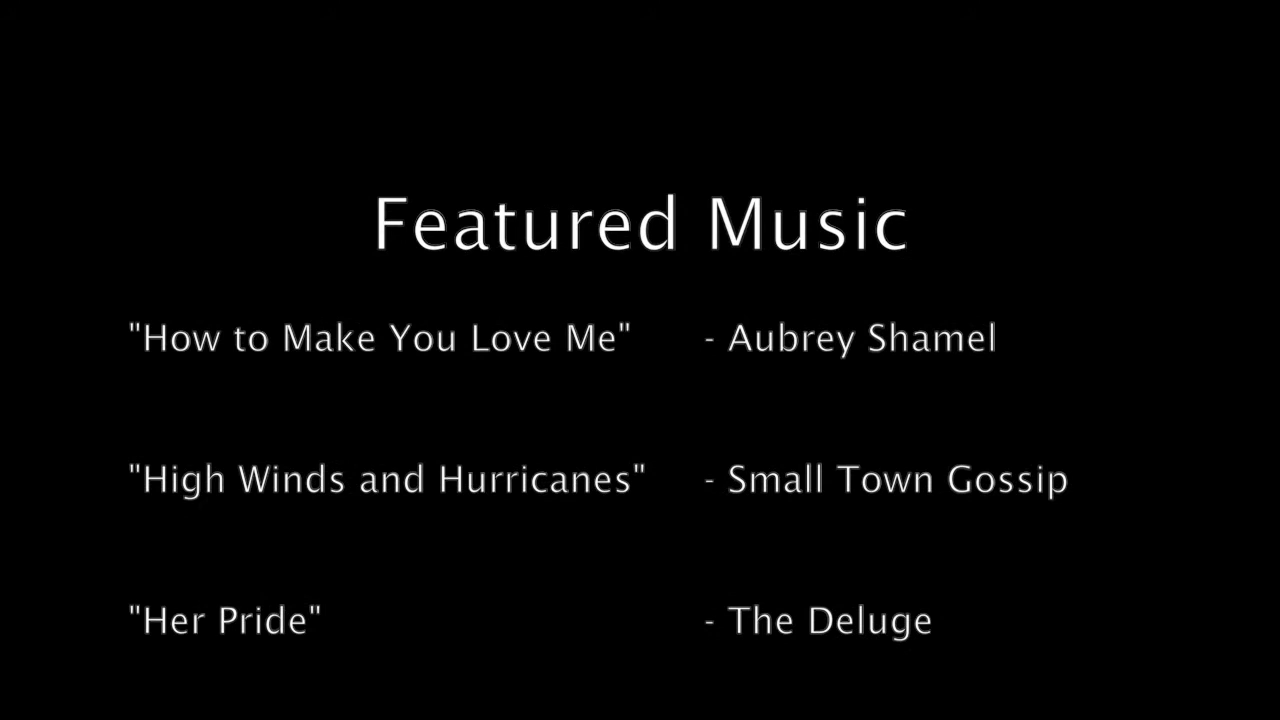 Featured Music
"How to Make You Love Me" - Aubrey Shamel
"High Winds and Hurricanes" - Small Town Gossip
"Her Pride" - The Deluge